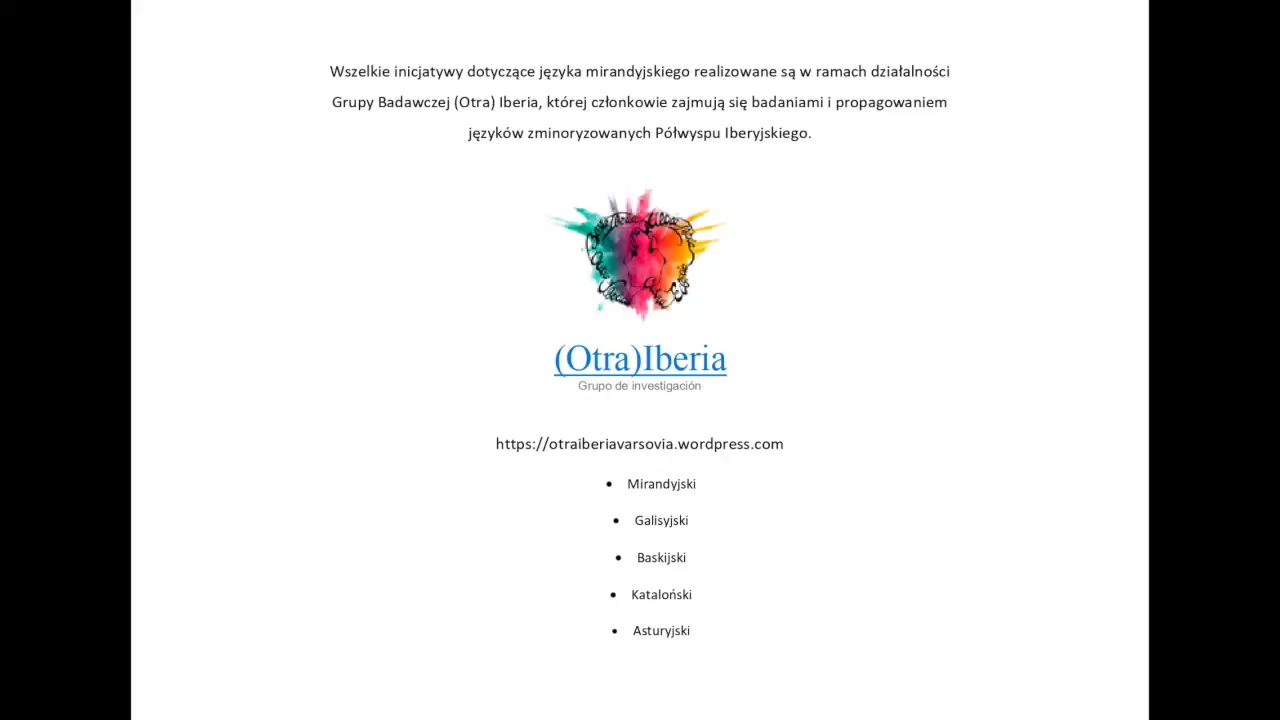 Wszelkie inicjatywy dotyczące języka mirandyjskiego realizowane są w ramach działalności
Grupy Badawczej (Otra) Iberia, której członkowie zajmują się badaniami i propagowaniem
języków zminoryzowanych Półwyspu Iberyjskiego.
(Otra)Iberia
Grupo de investigación
https://otraiberiavarsovia.wordpress.com
• Mirandyjski
• Galisyjski
• Baskijski
• Kataloński
• Asturyjski